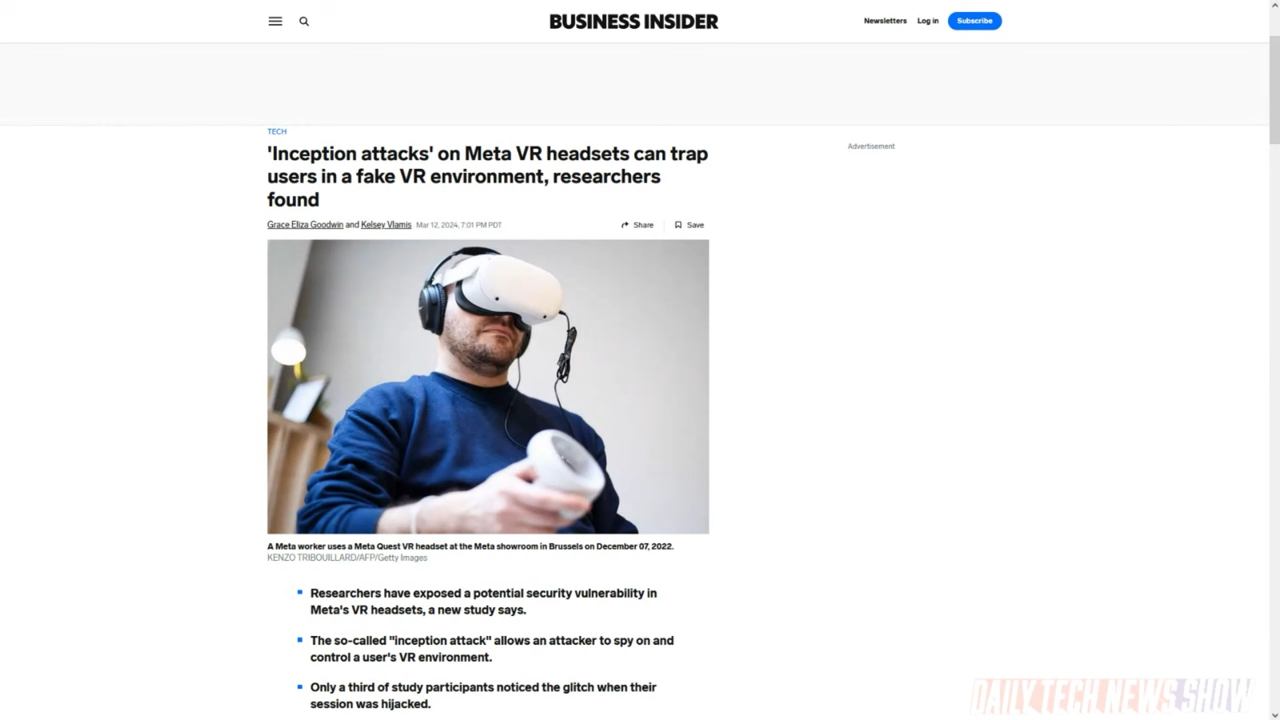 BUSINESS INSIDER
Newsletters
Log in
Subscribe
TECH
'Inception attacks' on Meta VR headsets can trap
users in a fake VR environment, researchers
found
Advertisement
Grace Eliza Goodwin and Kelsey Vlamis Mar 12, 2024, 7:01 PM PDT
Share
Save
A Meta worker uses a Meta Quest VR headset at the Meta showroom in Brussels on December 07, 2022.
KENZO TRIBOUILLARD/AFP/Getty Images
Researchers have exposed a potential security vulnerability in
Meta's VR headsets, a new study says.
The so-called "inception attack" allows an attacker to spy on and
control a user's VR environment.
Only a third of study participants noticed the glitch when their
session was hijacked.
DAILY TECH NEWS SHOW